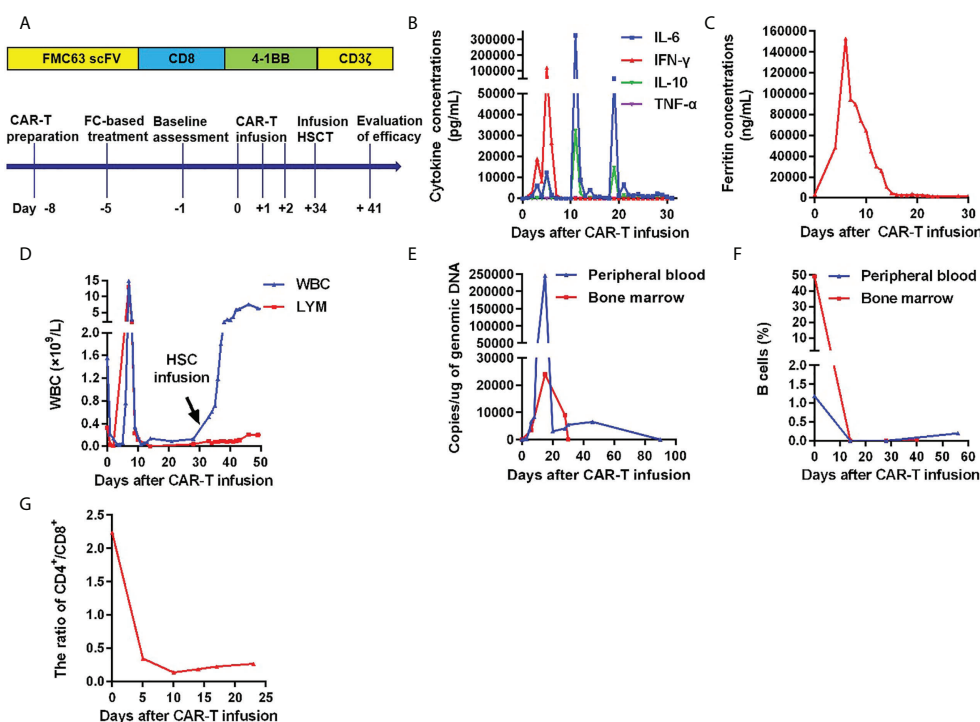 A
FMC63 scFV CD8 4-1BB CD3ζ
CAR-T preparation
FC-based treatment
Baseline assessment
CAR-T infusion
Infusion HSCT
Evaluation of efficacy
Day -8 -5 -1 0 +1 +2 +34 + 41
B
Cytokine concentrations
(pg/mL)
300000
250000
200000
150000
100000
50000
40000
30000
20000
10000
0
0 10 20 30
Days after CAR-T infusion
IL-6
IFN-γ
IL-10
TNF-α
C
Ferritin concentrations
(ng/mL)
160000
140000
120000
100000
80000
60000
40000
20000
0
0 10 20 30
Days after CAR-T infusion
D
WBC (×10⁹/L)
15
10
5
2.0
1.6
1.2
0.8
0.4
0.0
0 10 20 30 40 50
Days after CAR-T infusion
WBC
LYM
HSC
infusion
E
Copies/ug of genomic DNA
250000
200000
150000
100000
50000
30000
20000
10000
0
0 20 40 60 80 100
Days after CAR-T infusion
Peripheral blood
Bone marrow
F
B cells (%)
50
40
30
20
10
2.0
1.5
1.0
0.5
0.0
0 10 20 30 40 50
Days after CAR-T infusion
Peripheral blood
Bone marrow
G
The ratio of CD4⁺/CD8⁺
2.5
2.0
1.5
1.0
0.5
0.0
0 5 10 15 20 25
Days after CAR-T infusion